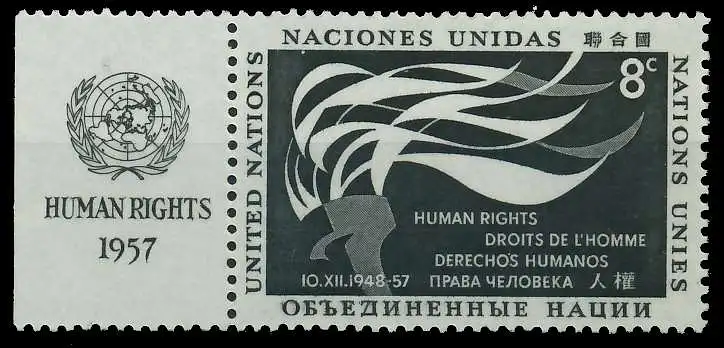 HUMAN RIGHTS
1957
UNITED NATIONS
NACIONES UNIDAS 聯合國
NATIONS UNIES
8c
HUMAN RIGHTS
DROITS DE L'HOMME
DERECHOS HUMANOS
10.XII.1948-57 ПРАВА ЧЕЛОВЕКА 人權
ОБЪЕДИНЕННЫЕ НАЦИИ